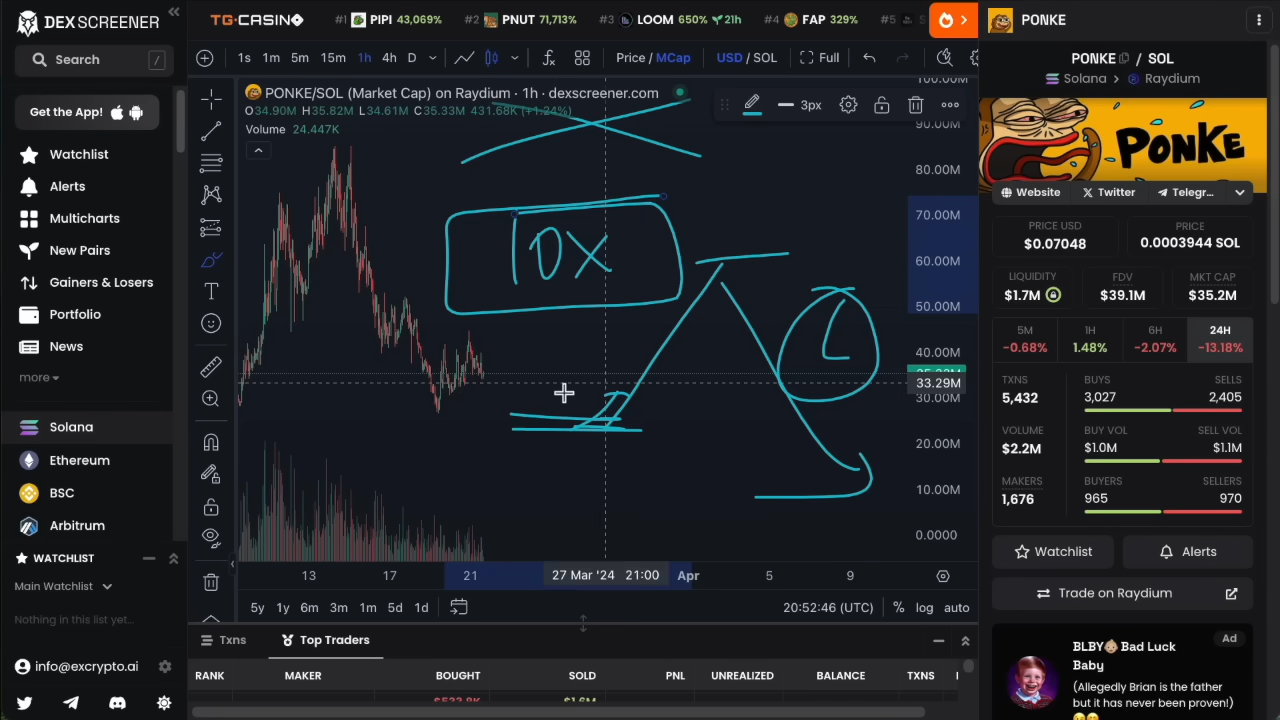 DEX SCREENER
Search /
Get the App!
Watchlist
Alerts
Multicharts
New Pairs
Gainers & Losers
Portfolio
News
more
Solana
Ethereum
BSC
Arbitrum
WATCHLIST
Main Watchlist
Nothing in this list yet...
info@excrypto.ai
TG.CASINO #1 PIPI 43,069% #2 PNUT 71,713% #3 LOOM 650% 21h #4 FAP 329% #5
1s 1m 5m 15m 1h 4h D Price / MCap USD / SOL Full
PONKE/SOL (Market Cap) on Raydium · 1h · dexscreener.com
O34.90M H35.82M L34.61M C35.33M 431.68K (+1.24%)
Volume 24.447K
3px
10X
L
100.00M
90.00M
80.00M
70.00M
60.00M
50.00M
40.00M
33.29M
30.00M
20.00M
10.00M
0.0000
13 17 21 27 Mar '24 21:00 Apr 5 9
5y 1y 6m 3m 1m 5d 1d 20:52:46 (UTC) % log auto
Txns Top Traders
RANK MAKER BOUGHT SOLD PNL UNREALIZED BALANCE TXNS
PONKE
PONKE / SOL
Solana > Raydium
PONKE
Website Twitter Telegr...
PRICE USD
$0.07048
PRICE
0.0003944 SOL
LIQUIDITY
$1.7M
FDV
$39.1M
MKT CAP
$35.2M
5M
-0.68%
1H
1.48%
6H
-2.07%
24H
-13.18%
TXNS
5,432
BUYS
3,027
SELLS
2,405
VOLUME
$2.2M
BUY VOL
$1.0M
SELL VOL
$1.1M
MAKERS
1,676
BUYERS
965
SELLERS
970
Watchlist
Alerts
Trade on Raydium
BLBY Bad Luck
Baby
Ad
(Allegedly Brian is the father
but it has never been proven!)